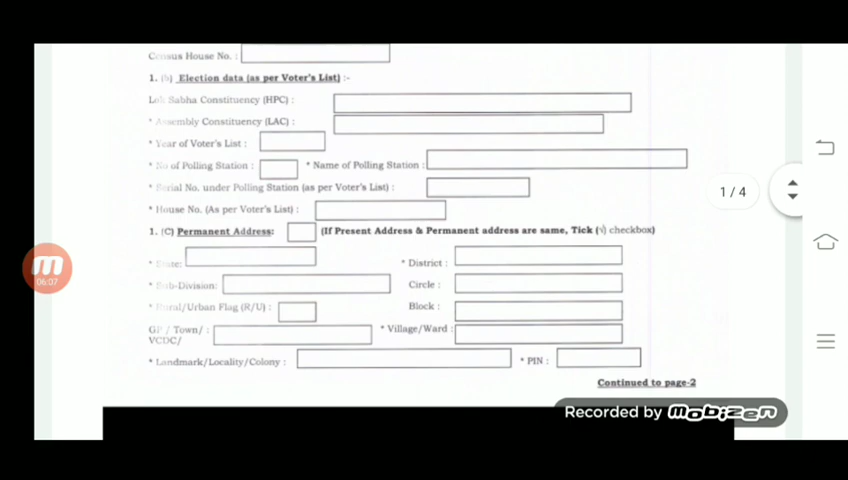 Census House No. :
1. (b) Election data (as per Voter's List) :-
Lok Sabha Constituency (HPC) :
* Assembly Constituency (LAC) :
* Year of Voter's List :
* No of Polling Station : * Name of Polling Station :
* Serial No. under Polling Station (as per Voter's List) :
* House No. (As per Voter's List) :
1. (C) Permanent Address: (If Present Address & Permanent address are same, Tick (√) checkbox)
* State: * District :
* Sub-Division: Circle :
* Rural/Urban Flag (R/U) : Block :
GP / Town/ : * Village/Ward :
VCDC/
* Landmark/Locality/Colony : * PIN :
Continued to page-2
1 / 4
06:07
Recorded by mobizen